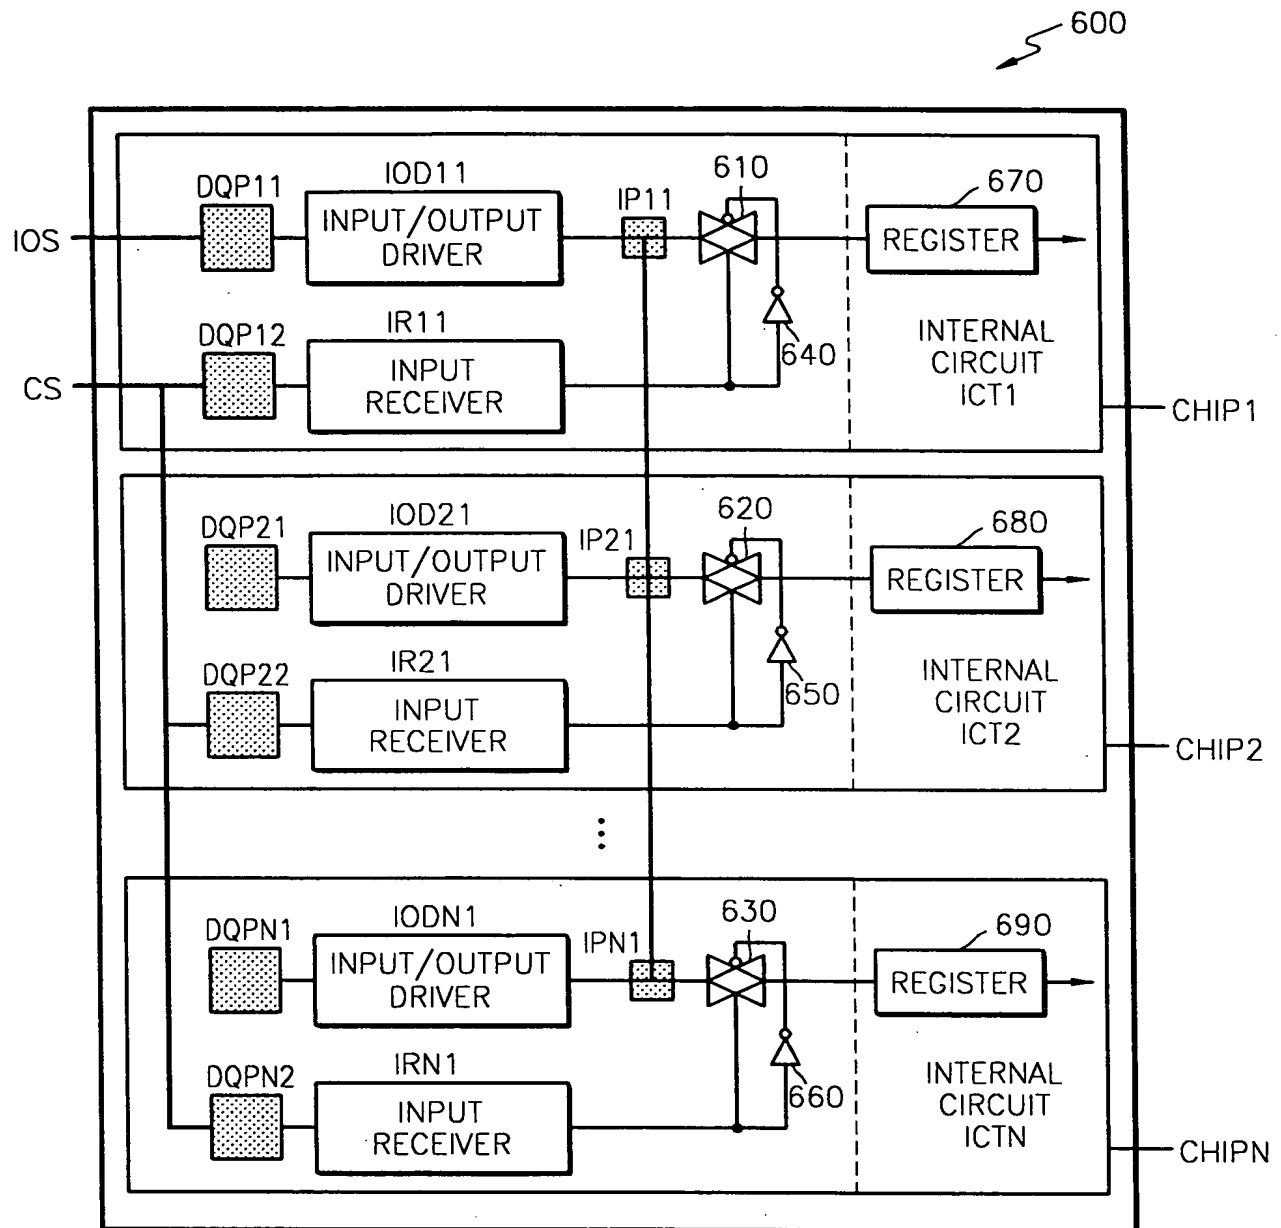 600
IOD11
DQP11
INPUT/OUTPUT
DRIVER
IP11
610
670
REGISTER
IOS
IR11
DQP12
INPUT
RECEIVER
640
INTERNAL
CIRCUIT
ICT1
CS
CHIP1
IOD21
DQP21
INPUT/OUTPUT
DRIVER
IP21
620
680
REGISTER
IR21
DQP22
INPUT
RECEIVER
650
INTERNAL
CIRCUIT
ICT2
CHIP2
IODN1
DQPN1
INPUT/OUTPUT
DRIVER
IPN1
630
690
REGISTER
IRN1
DQPN2
INPUT
RECEIVER
660
INTERNAL
CIRCUIT
ICTN
CHIPN